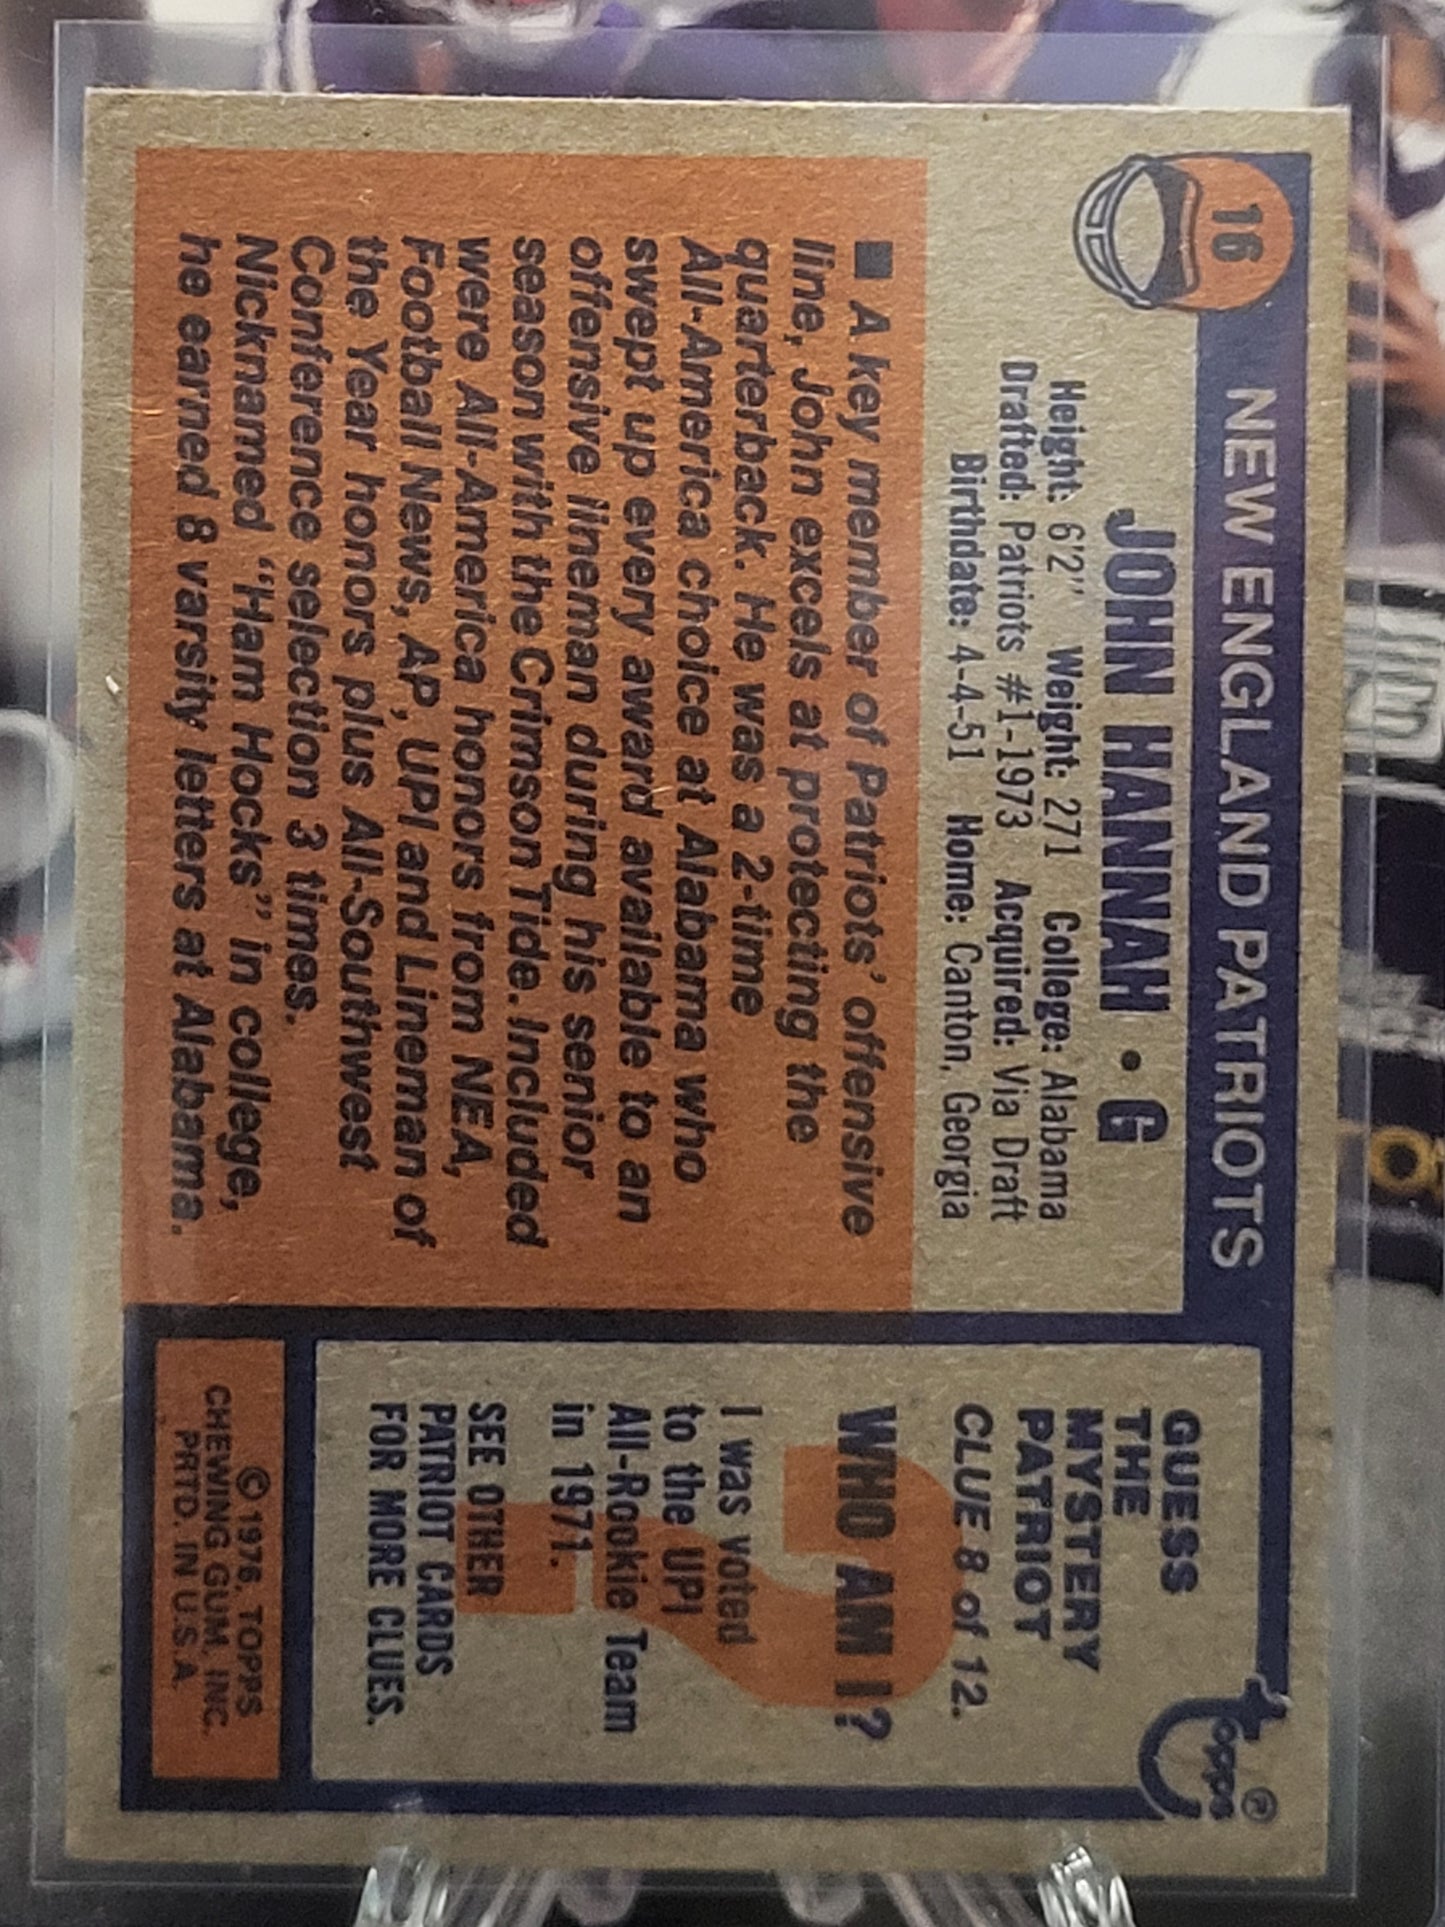 16
NEW ENGLAND PATRIOTS
JOHN HANNAH • G
Height: 6'2" Weight: 271 College: Alabama
Drafted: Patriots #1-1973 Acquired: Via Draft
Birthdate: 4-4-51 Home: Canton, Georgia
■ A key member of Patriots' offensive
line, John excels at protecting the
quarterback. He was a 2-time
All-America choice at Alabama who
swept up every award available to an
offensive lineman during his senior
season with the Crimson Tide. Included
were All-America honors from NEA,
Football News, AP, UPI and Lineman of
the Year honors plus All-Southwest
Conference selection 3 times.
Nicknamed "Ham Hocks" in college,
he earned 8 varsity letters at Alabama.
topps®
GUESS
THE
MYSTERY
PATRIOT
CLUE 8 of 12.
WHO AM I?
I was voted
to the UPI
All-Rookie Team
in 1971.
SEE OTHER
PATRIOT CARDS
FOR MORE CLUES.
© 1976, TOPPS
CHEWING GUM, INC.
PRTD. IN U.S.A.